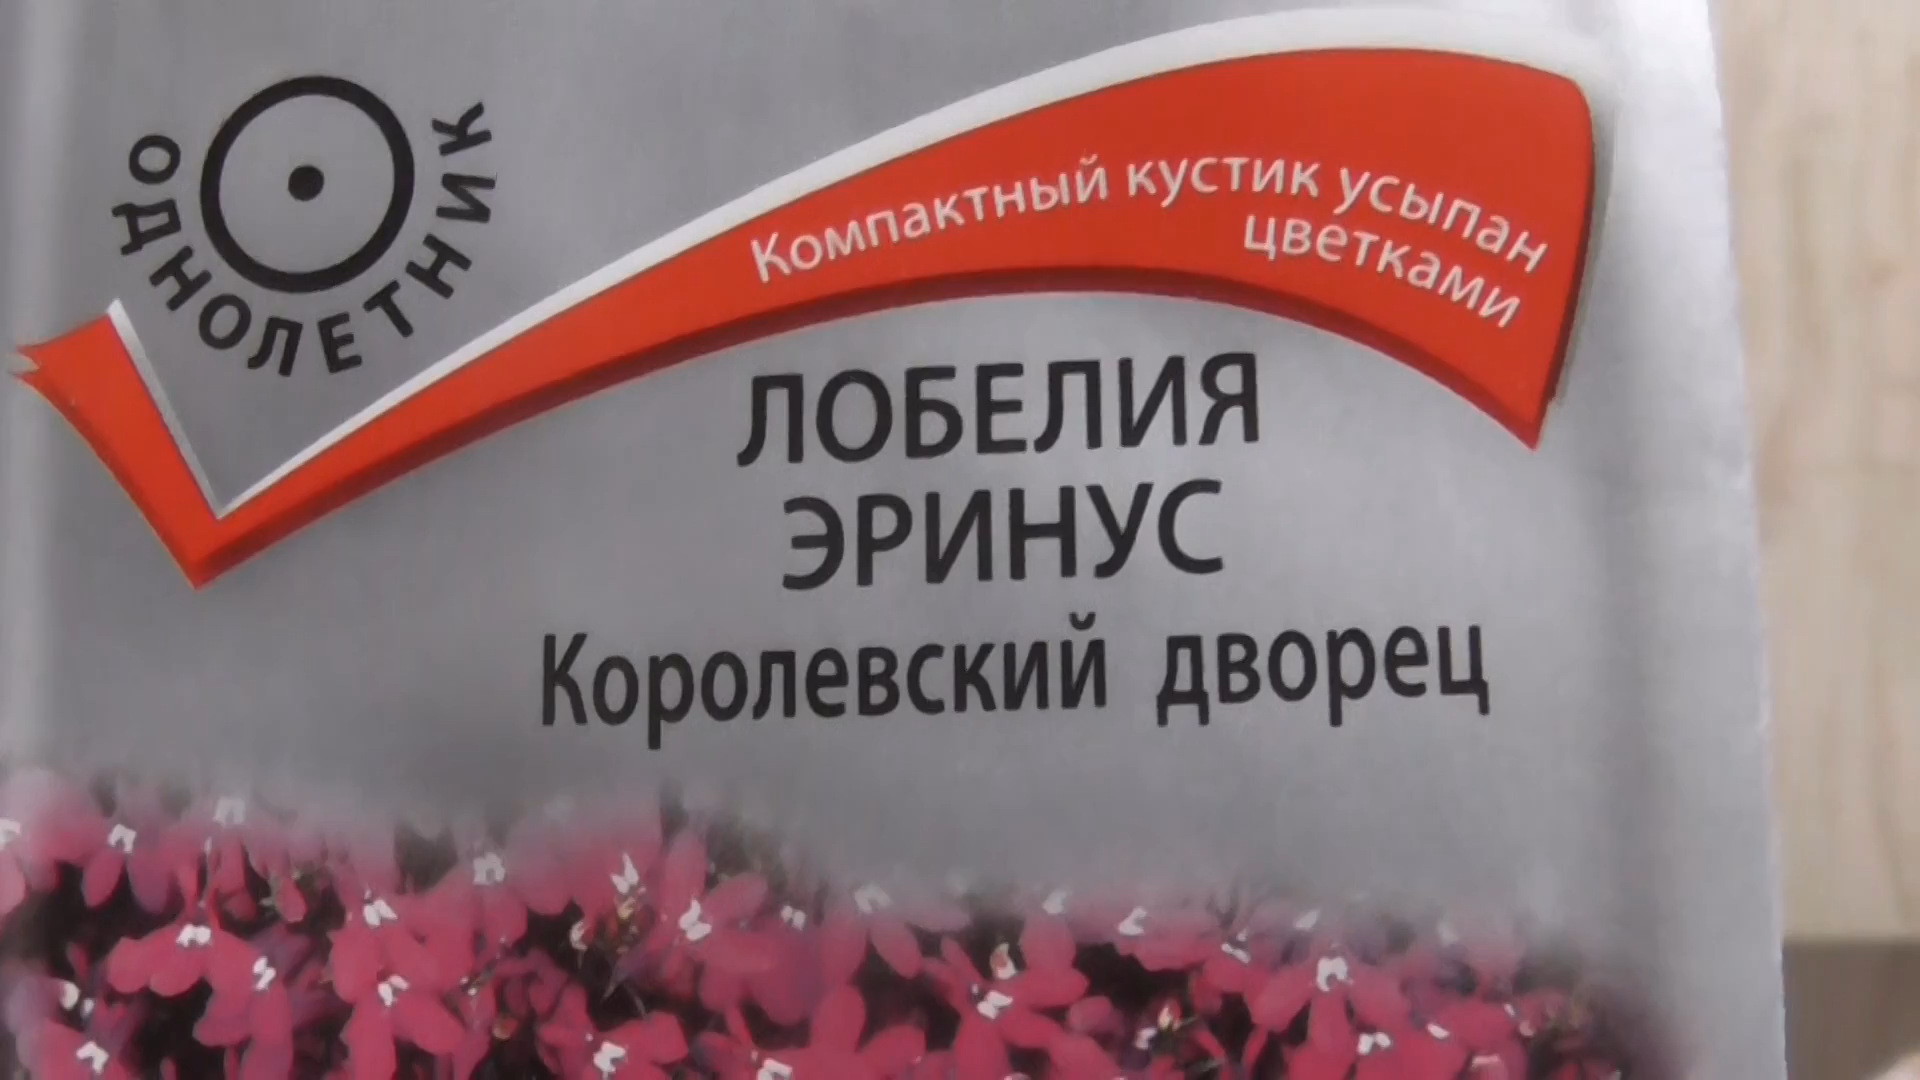 ОДНОЛЕТНИК
Компактный кустик усыпан
цветками
ЛОБЕЛИЯ
ЭРИНУС
Королевский дворец